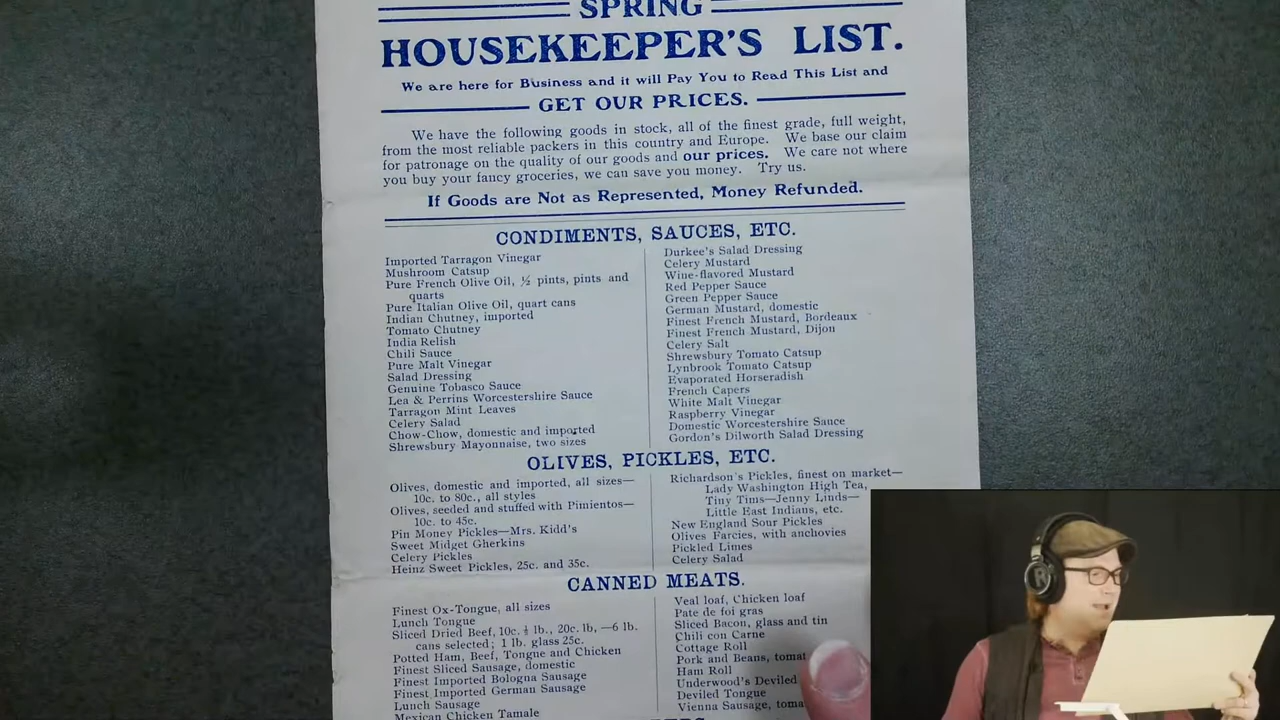 SPRING
HOUSEKEEPER'S LIST.
We are here for Business and it will Pay You to Read This List and
GET OUR PRICES.
We have the following goods in stock, all of the finest grade, full weight,
from the most reliable packers in this country and Europe. We base our claim
for patronage on the quality of our goods and our prices. We care not where
you buy your fancy groceries, we can save you money. Try us.
If Goods are Not as Represented, Money Refunded.
CONDIMENTS, SAUCES, ETC.
Imported Tarragon Vinegar
Mushroom Catsup
Pure French Olive Oil, ½ pints, pints and
quarts
Pure Italian Olive Oil, quart cans
Indian Chutney, imported
Tomato Chutney
India Relish
Chili Sauce
Pure Malt Vinegar
Salad Dressing
Genuine Tobasco Sauce
Lea & Perrins Worcestershire Sauce
Tarragon Mint Leaves
Celery Salad
Chow-Chow, domestic and imported
Shrewsbury Mayonnaise, two sizes
Durkee's Salad Dressing
Celery Mustard
Wine-flavored Mustard
Red Pepper Sauce
Green Pepper Sauce
German Mustard, domestic
Finest French Mustard, Bordeaux
Finest French Mustard, Dijon
Celery Salt
Shrewsbury Tomato Catsup
Lynbrook Tomato Catsup
Evaporated Horseradish
French Capers
White Malt Vinegar
Raspberry Vinegar
Domestic Worcestershire Sauce
Gordon's Dilworth Salad Dressing
OLIVES, PICKLES, ETC.
Olives, domestic and imported, all sizes—
10c. to 80c., all styles
Olives, seeded and stuffed with Pimientos—
10c. to 45c.
Pin Money Pickles—Mrs. Kidd's
Sweet Midget Gherkins
Celery Pickles
Heinz Sweet Pickles, 25c. and 35c.
Richardson's Pickles, finest on market—
Lady Washington High Tea,
Tiny Tims—Jenny Linds—
Little East Indians, etc.
New England Sour Pickles
Olives Farcies, with anchovies
Pickled Limes
Celery Salad
CANNED MEATS.
Finest Ox-Tongue, all sizes
Lunch Tongue
Sliced Dried Beef, 10c. ½ lb., 20c. lb, —6 lb.
cans selected; 1 lb. glass 25c.
Potted Ham, Beef, Tongue and Chicken
Finest Sliced Sausage, domestic
Finest Imported Bologna Sausage
Finest Imported German Sausage
Lunch Sausage
Mexican Chicken Tamale
Veal loaf, Chicken loaf
Pate de foi gras
Sliced Bacon, glass and tin
Chili con Carne
Cottage Roll
Pork and Beans,
Ham Roll
Underwood's Deviled
Deviled Tongue
Vienna Sausage,